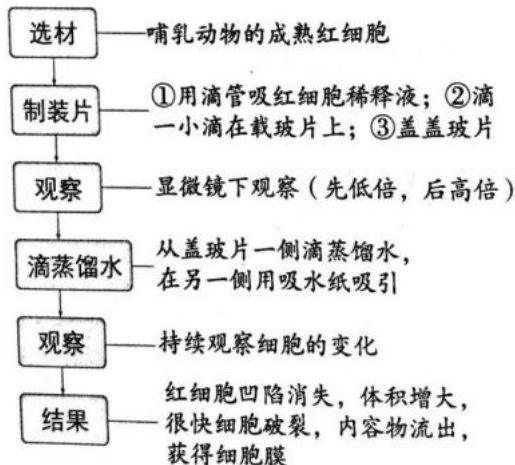 选材
哺乳动物的成熟红细胞
制装片
①用滴管吸红细胞稀释液；②滴
一小滴在载玻片上；③盖盖玻片
观察
显微镜下观察（先低倍，后高倍）
滴蒸馏水
从盖玻片一侧滴蒸馏水，
在另一侧用吸水纸吸引
观察
持续观察细胞的变化
结果
红细胞凹陷消失，体积增大，
很快细胞破裂，内容物流出，
获得细胞膜